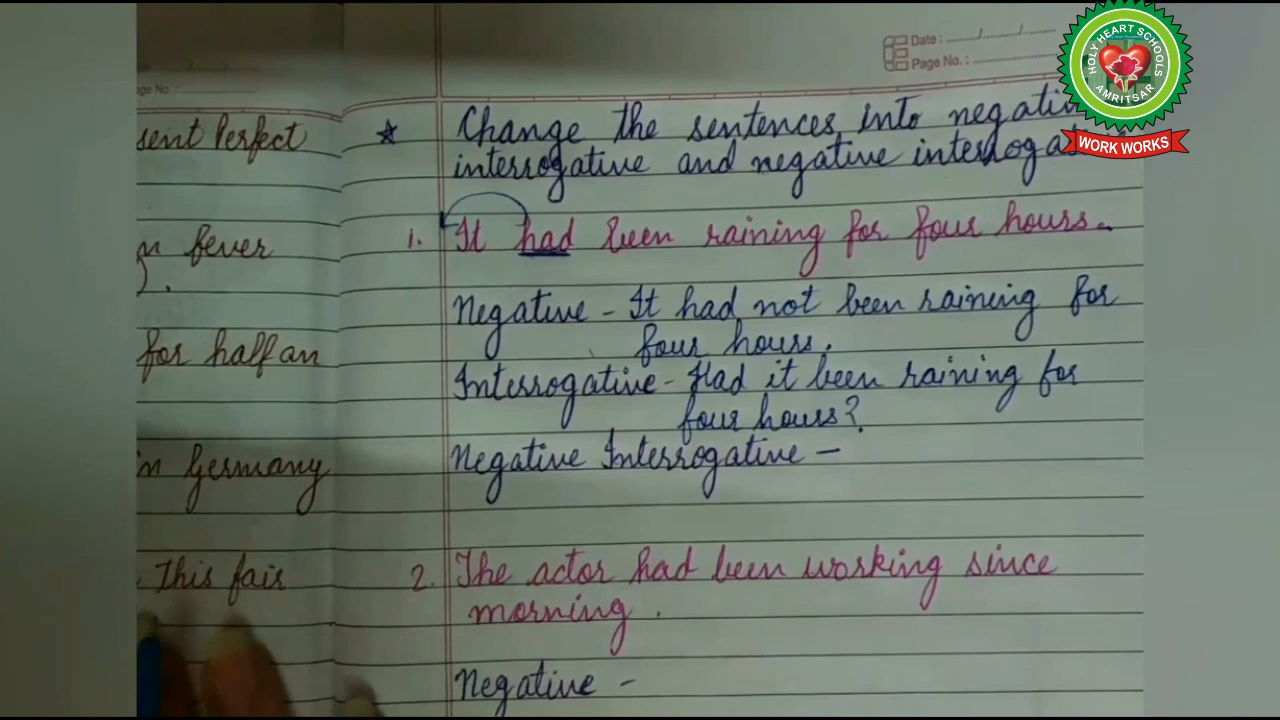 Date :
Page No. :
HOLY HEART SCHOOLS
AMRITSAR
WORK WORKS
ge No :
sent Perfect
fever
for half an
in Germany
This fair
★ Change the sentences into
interrogative and negative
1. It had been raining for four hours.
Negative - It had not been raining for
four hours.
Interrogative - Had it been raining for
four hours?
Negative Interrogative -
2. The actor had been working since
morning.
Negative -